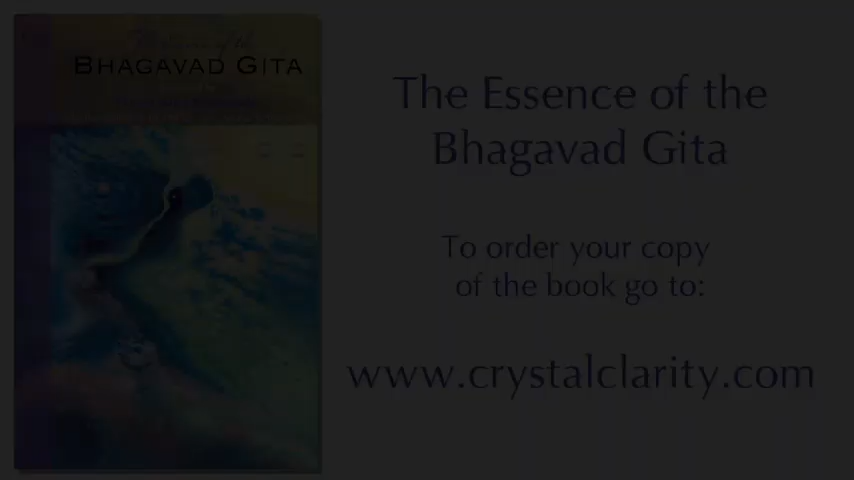 BHAGAVAD GITA
The Essence of the
Bhagavad Gita
To order your copy
of the book go to:
www.crystalclarity.com